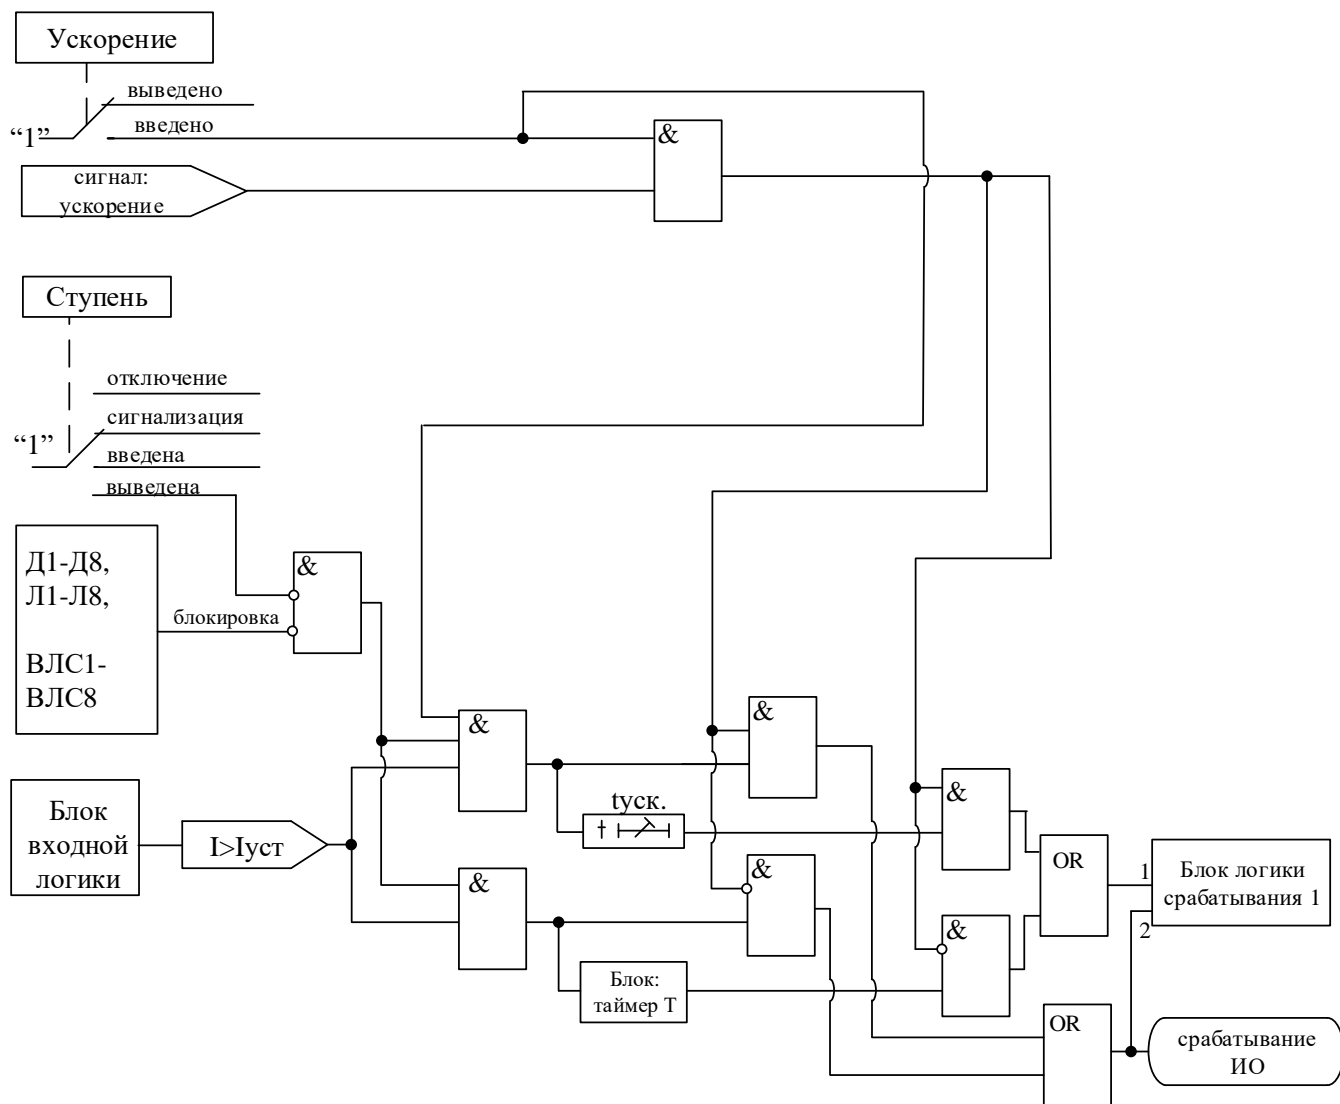 Ускорение
выведено
“1”
введено
&
сигнал:
ускорение
Ступень
отключение
сигнализация
“1”
введена
выведена
Д1-Д8,
Л1-Л8,
ВЛС1-
ВЛС8
блокировка
&
&
&
tуск.
&
Блок
входной
логики
I>Iуст
&
&
OR
1
2
Блок логики
срабатывания 1
&
Блок:
таймер Т
OR
срабатывание
ИО